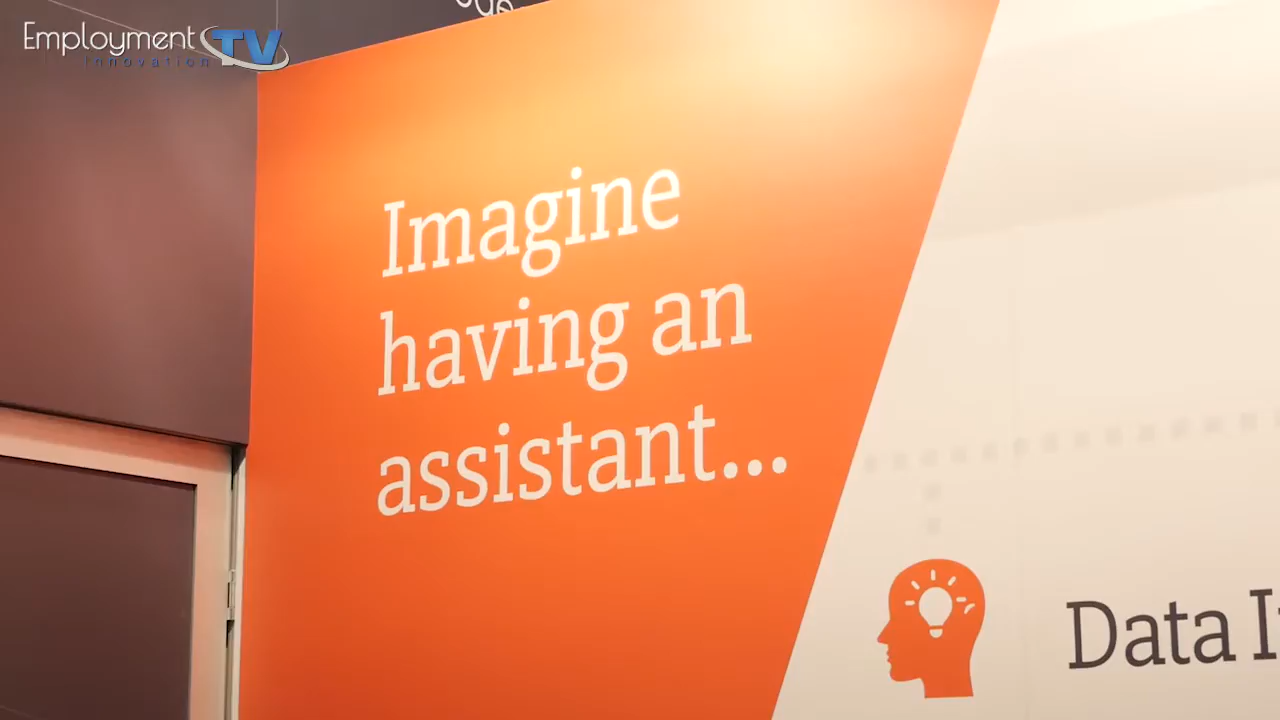 Employment TV
Innovation
Imagine
having an
assistant...
Data